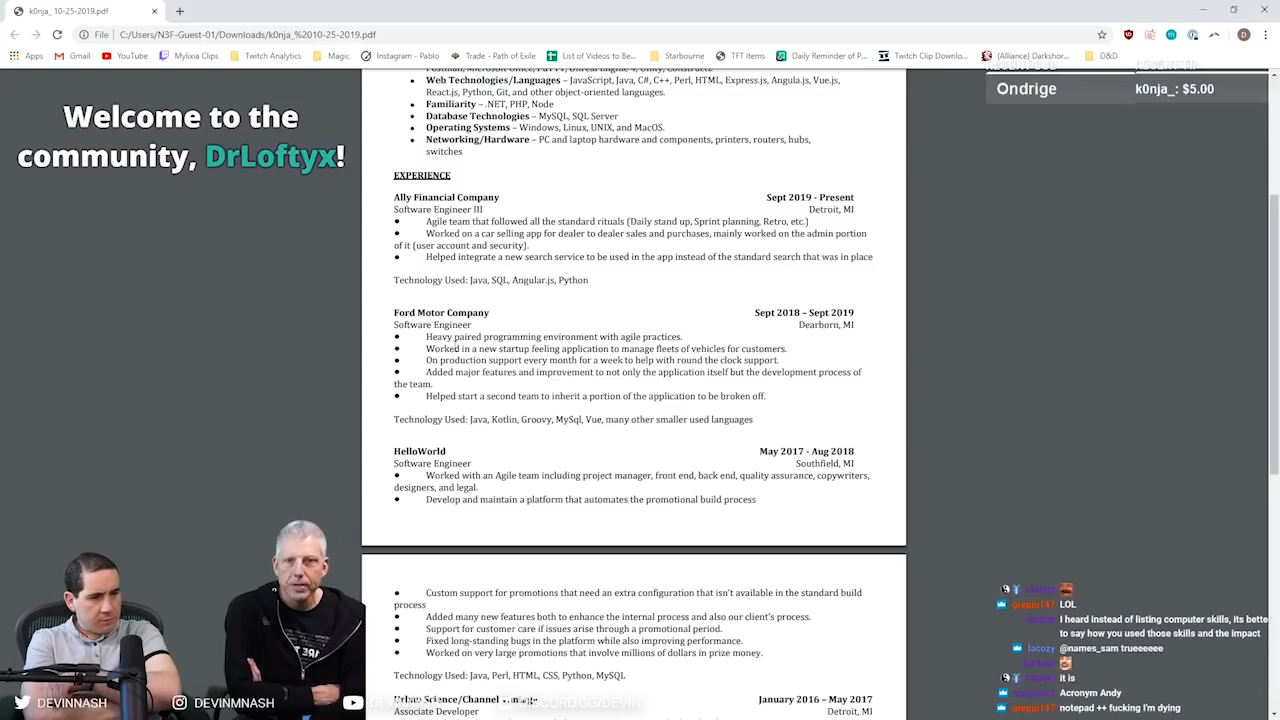 k0nja_ 10-25-2019.pdf
File | C:/Users/N3F-Guest-01/Downloads/k0nja_%2010-25-2019.pdf
Apps Gmail YouTube Mylixia Clips Twitch Analytics Magic Instagram - Pablo Trade - Path of Exile List of Videos to Be... Starbourne TFT Items Daily Reminder of P... Twitch Clip Downlo... (Alliance) Darkshor... D&D
Welcome to the
community, DrLoftyx!
Ondrige
k0nja_: $5.00
Web Technologies/Languages – JavaScript, Java, C#, C++, Perl, HTML, Express.js, Angula.js, Vue.js,
React.js, Python, Git, and other object-oriented languages.
Familiarity – .NET, PHP, Node
Database Technologies – MySQL, SQL Server
Operating Systems – Windows, Linux, UNIX, and MacOS.
Networking/Hardware – PC and laptop hardware and components, printers, routers, hubs,
switches
EXPERIENCE
Ally Financial Company Sept 2019 - Present
Software Engineer III Detroit, MI
Agile team that followed all the standard rituals (Daily stand up, Sprint planning, Retro, etc.)
Worked on a car selling app for dealer to dealer sales and purchases, mainly worked on the admin portion
of it (user account and security).
Helped integrate a new search service to be used in the app instead of the standard search that was in place
Technology Used: Java, SQL, Angular.js, Python
Ford Motor Company Sept 2018 – Sept 2019
Software Engineer Dearborn, MI
Heavy paired programming environment with agile practices.
Worked in a new startup feeling application to manage fleets of vehicles for customers.
On production support every month for a week to help with round the clock support.
Added major features and improvement to not only the application itself but the development process of
the team.
Helped start a second team to inherit a portion of the application to be broken off.
Technology Used: Java, Kotlin, Groovy, MySql, Vue, many other smaller used languages
HelloWorld May 2017 - Aug 2018
Software Engineer Southfield, MI
Worked with an Agile team including project manager, front end, back end, quality assurance, copywriters,
designers, and legal.
Develop and maintain a platform that automates the promotional build process
Custom support for promotions that need an extra configuration that isn't available in the standard build
process
Added many new features both to enhance the internal process and also our client's process.
Support for customer care if issues arise through a promotional period.
Fixed long-standing bugs in the platform while also improving performance.
Worked on very large promotions that involve millions of dollars in prize money.
Technology Used: Java, Perl, HTML, CSS, Python, MySQL
Urban Science/Channel January 2016 – May 2017
Associate Developer Detroit, MI
greppj147 LOL
I heard instead of listing computer skills, its bette
to say how you used those skills and the impact
lacozy @names_sam trueeeeee
it is
Acronym Andy
greppj147 notepad ++ fucking I'm dying
DEVINNASH DEVINMNASH DISCORD.GG/DEVIN